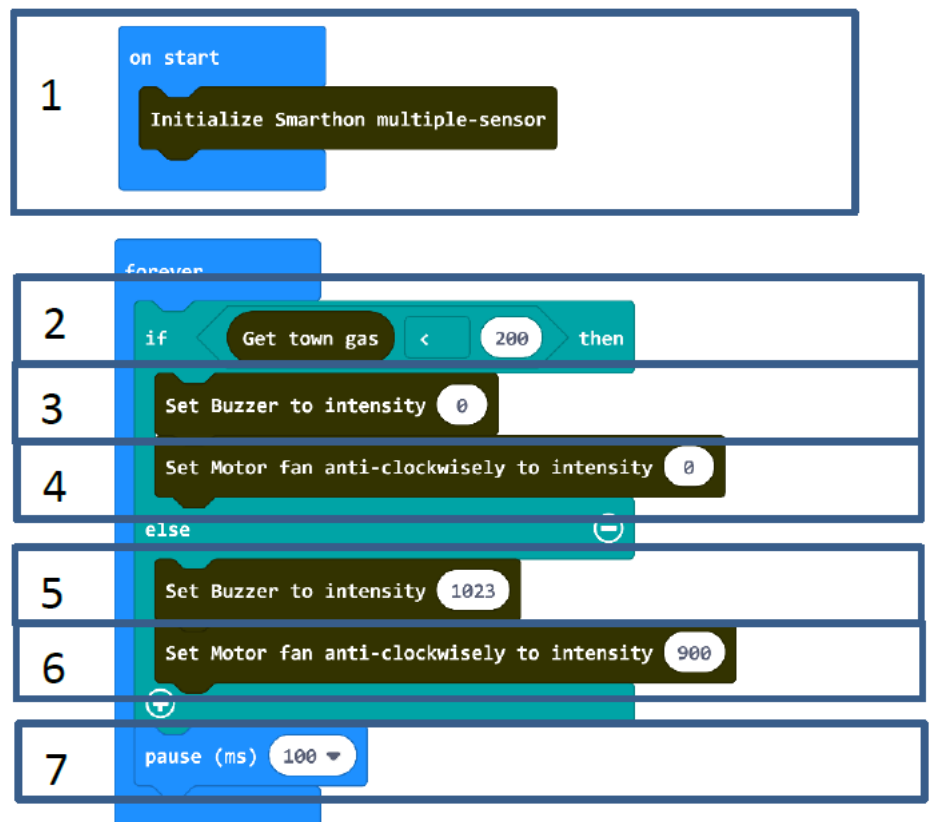 1
on start
Initialize Smarthon multiple-sensor
forever
2
if Get town gas < 200 then
3
Set Buzzer to intensity 0
4
Set Motor fan anti-clockwisely to intensity 0
else
5
Set Buzzer to intensity 1023
6
Set Motor fan anti-clockwisely to intensity 900
7
pause (ms) 100